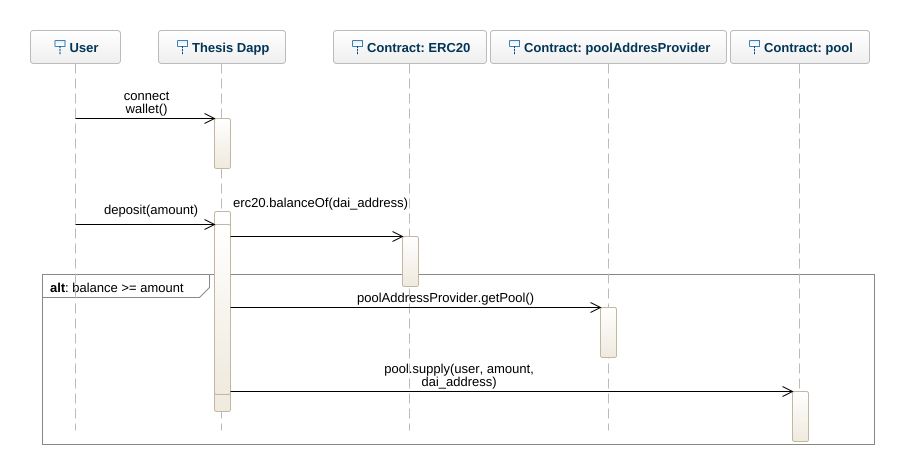 User
Thesis Dapp
Contract: ERC20
Contract: poolAddresProvider
Contract: pool
connect
wallet()
erc20.balanceOf(dai_address)
deposit(amount)
alt: balance >= amount
poolAddressProvider.getPool()
pool.supply(user, amount,
dai_address)